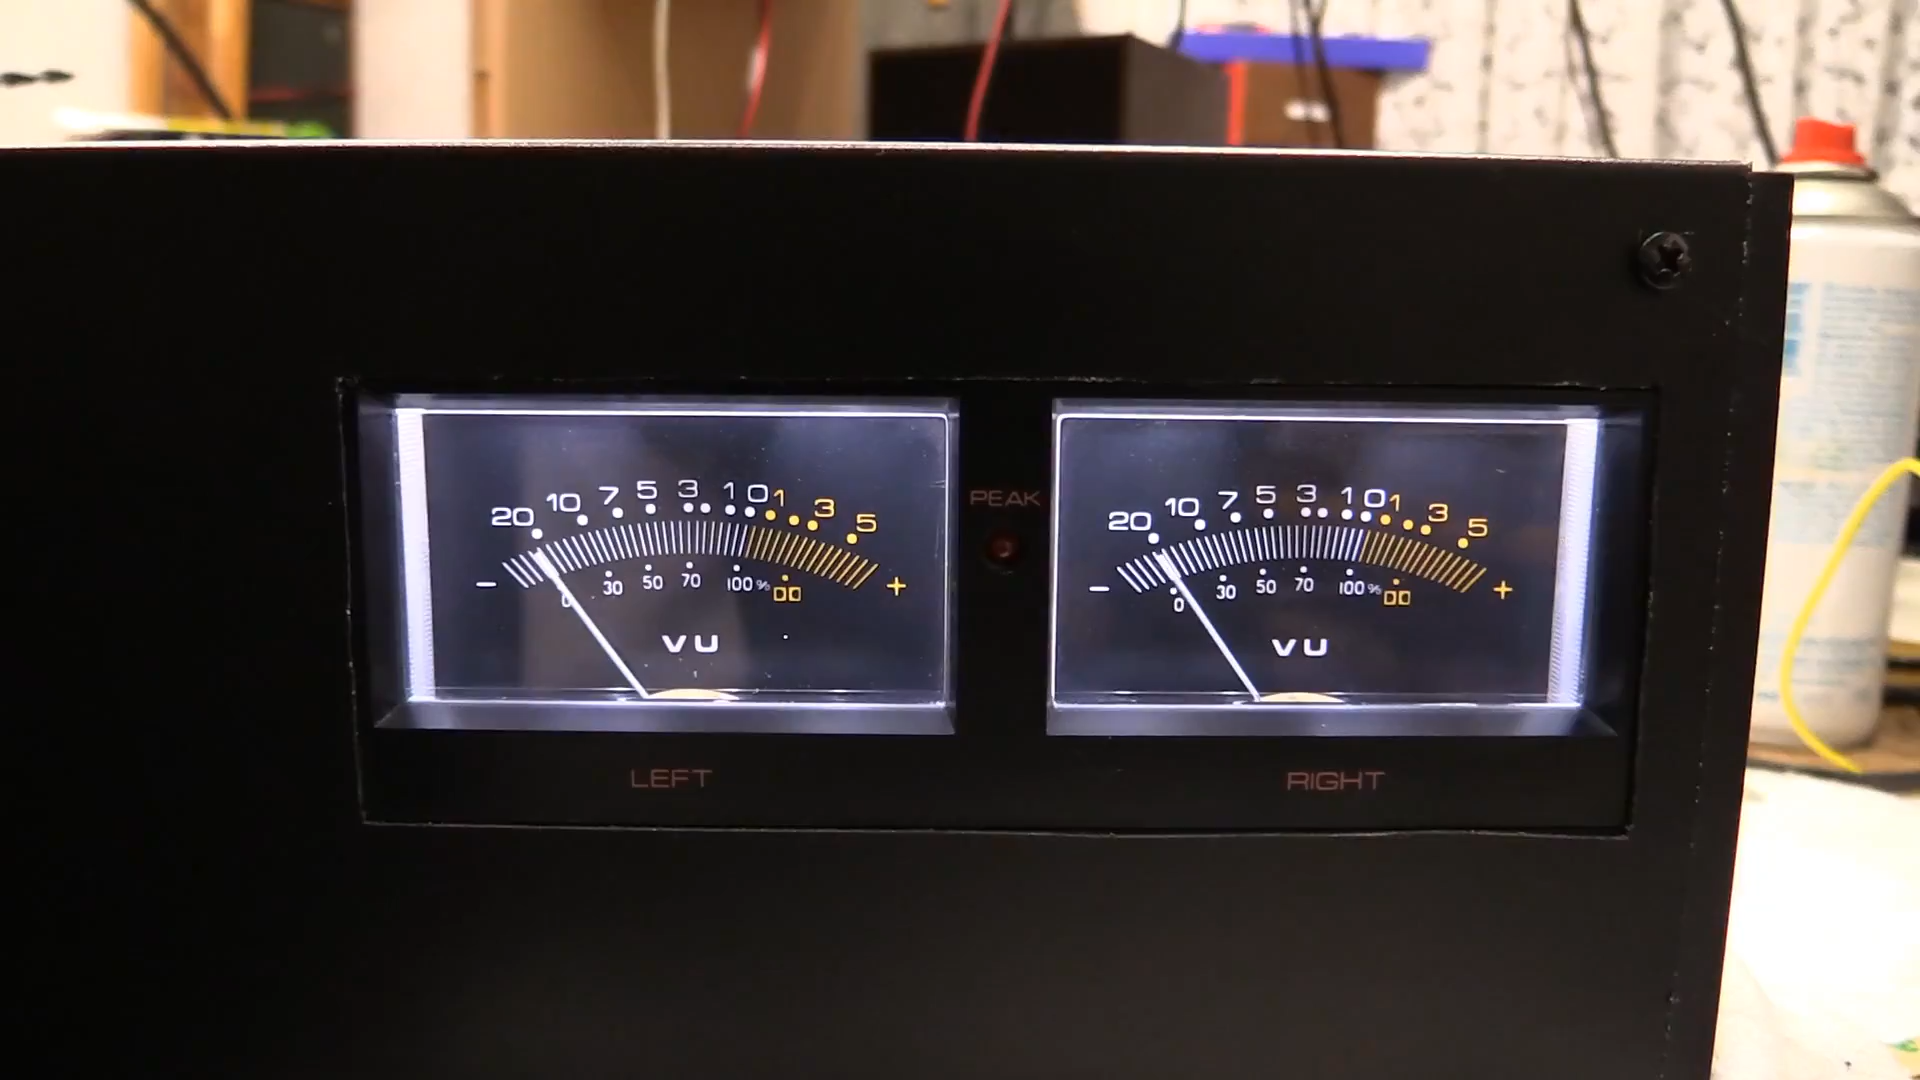 20 10 7 5 3 1 0 1 3 5
- +
0 30 50 70 100 %
VU
LEFT
PEAK
20 10 7 5 3 1 0 1 3 5
- +
0 30 50 70 100 %
VU
RIGHT